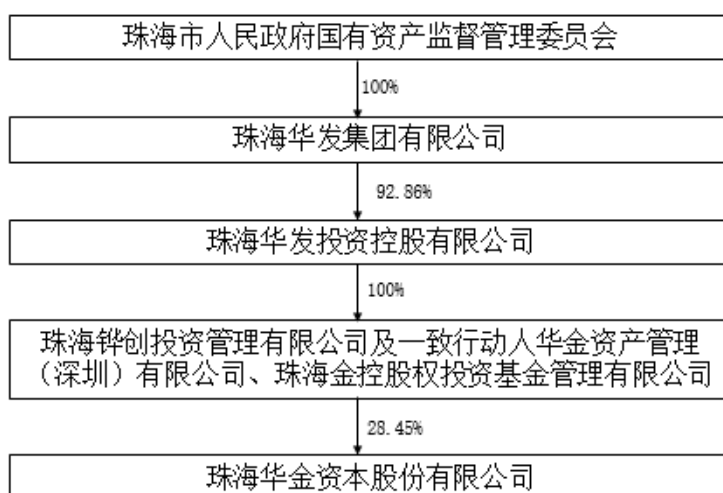 珠海市人民政府国有资产监督管理委员会
100%
珠海华发集团有限公司
92.86%
珠海华发投资控股有限公司
100%
珠海铧创投资管理有限公司及一致行动人华金资产管理
（深圳）有限公司、珠海金控股权投资基金管理有限公司
28.45%
珠海华金资本股份有限公司